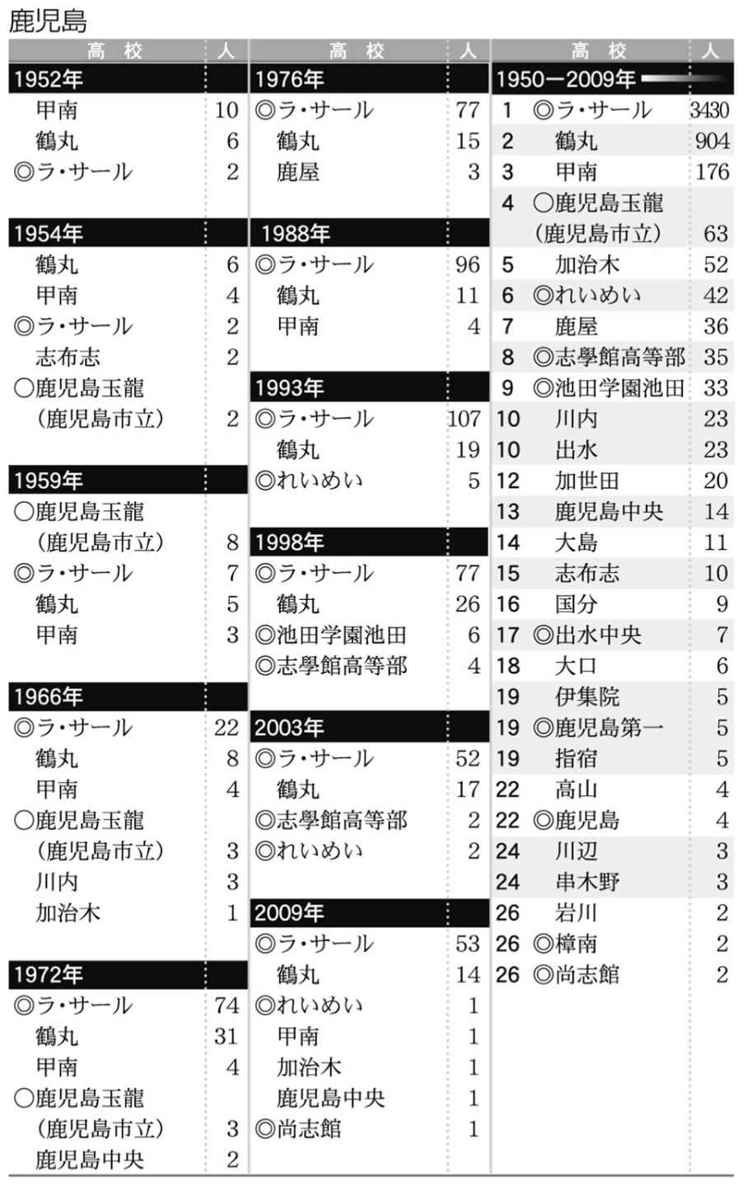 鹿児島
高 校 人
1952年
甲南 10
鶴丸 6
◎ラ・サール 2
1954年
鶴丸 6
甲南 4
◎ラ・サール 2
志布志 2
○鹿児島玉龍
(鹿児島市立) 2
1959年
○鹿児島玉龍
(鹿児島市立) 8
◎ラ・サール 7
鶴丸 5
甲南 3
1966年
◎ラ・サール 22
鶴丸 8
甲南 4
○鹿児島玉龍
(鹿児島市立) 3
川内 3
加治木 1
1972年
◎ラ・サール 74
鶴丸 31
甲南 4
○鹿児島玉龍
(鹿児島市立) 3
鹿児島中央 2
高 校 人
1976年
◎ラ・サール 77
鶴丸 15
鹿屋 3
1988年
◎ラ・サール 96
鶴丸 11
甲南 4
1993年
◎ラ・サール 107
鶴丸 19
◎れいめい 5
1998年
◎ラ・サール 77
鶴丸 26
◎池田学園池田 6
◎志學館高等部 4
2003年
◎ラ・サール 52
鶴丸 17
◎志學館高等部 2
◎れいめい 2
2009年
◎ラ・サール 53
鶴丸 14
◎れいめい 1
甲南 1
加治木 1
鹿児島中央 1
◎尚志館 1
高 校 人
1950−2009年
1 ◎ラ・サール 3430
2 鶴丸 904
3 甲南 176
4 ○鹿児島玉龍
(鹿児島市立) 63
5 加治木 52
6 ◎れいめい 42
7 鹿屋 36
8 ◎志學館高等部 35
9 ◎池田学園池田 33
10 川内 23
10 出水 23
12 加世田 20
13 鹿児島中央 14
14 大島 11
15 志布志 10
16 国分 9
17 ◎出水中央 7
18 大口 6
19 伊集院 5
19 ◎鹿児島第一 5
19 指宿 5
22 高山 4
22 ◎鹿児島 4
24 川辺 3
24 串木野 3
26 岩川 2
26 ◎樟南 2
26 ◎尚志館 2